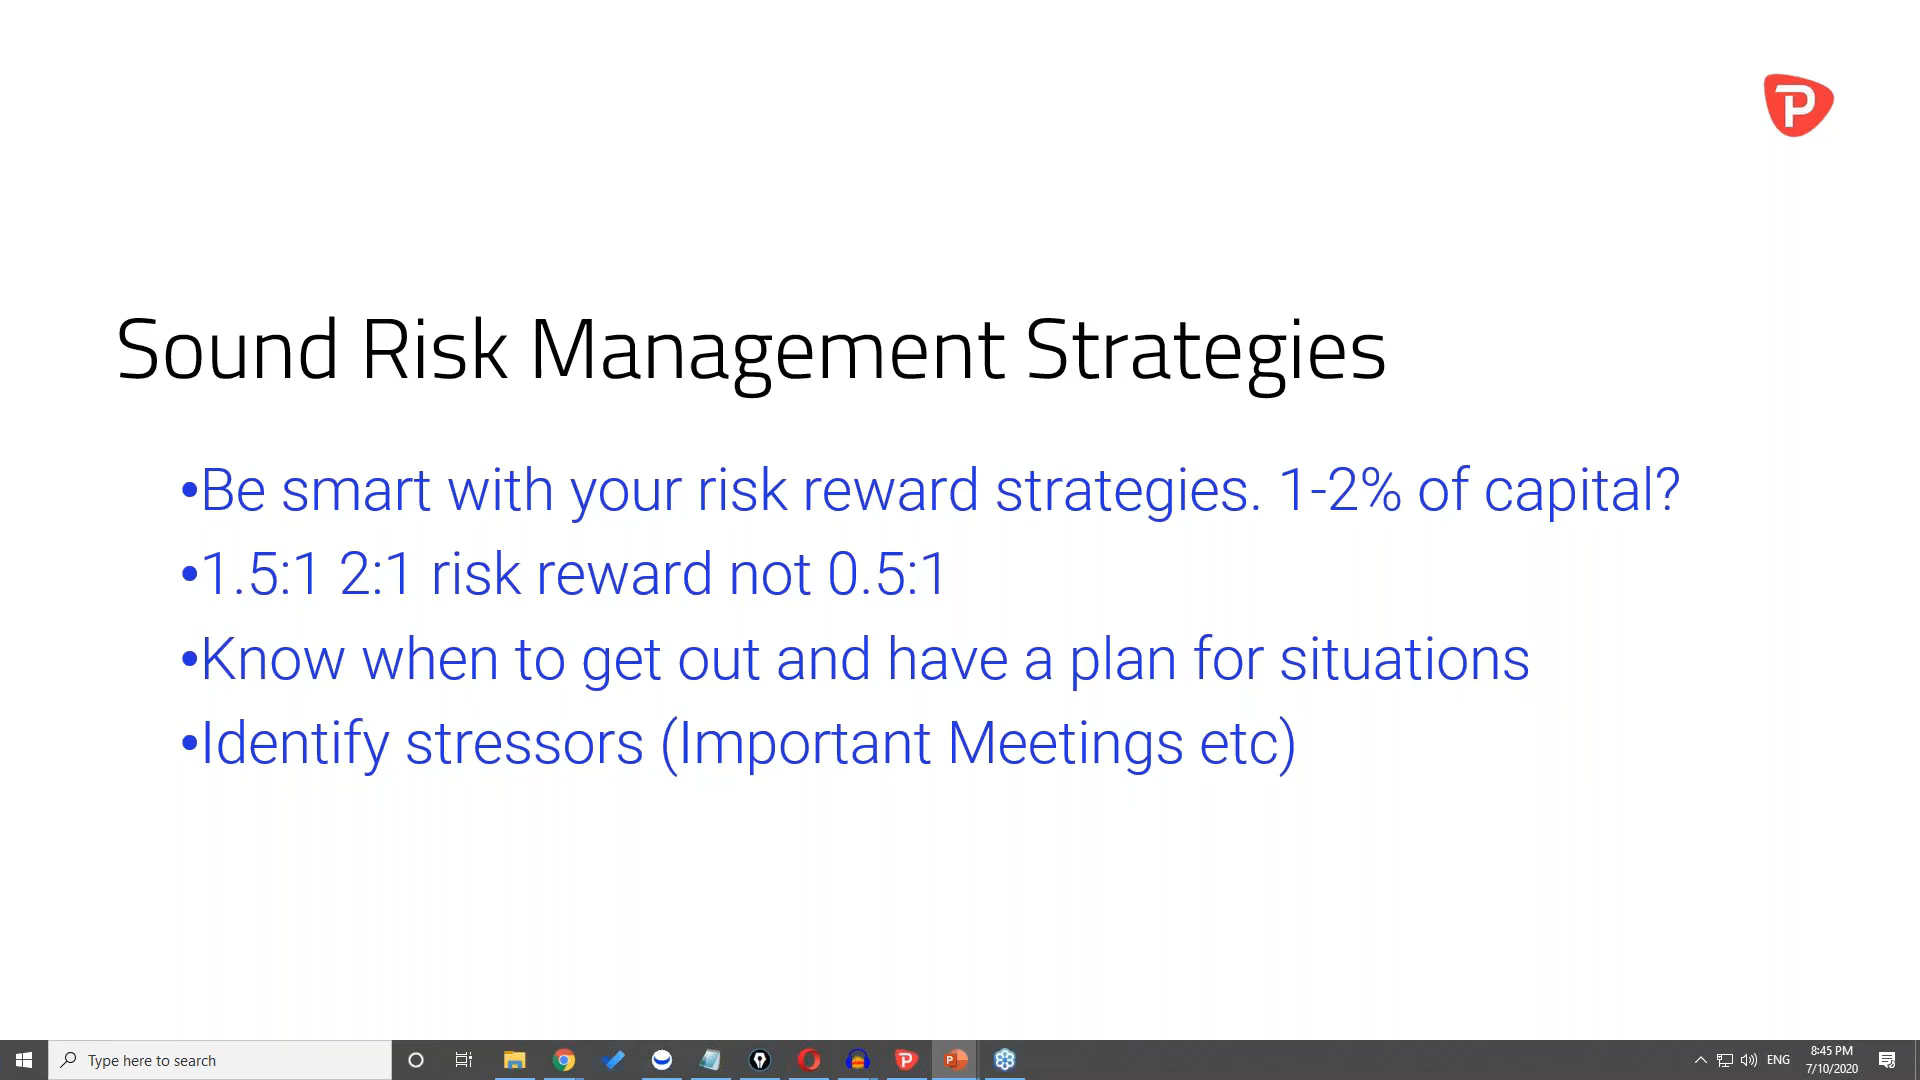 P
Sound Risk Management Strategies
•Be smart with your risk reward strategies. 1-2% of capital?
•1.5:1 2:1 risk reward not 0.5:1
•Know when to get out and have a plan for situations
•Identify stressors (Important Meetings etc)
Type here to search
ENG
8:45 PM
7/10/2020